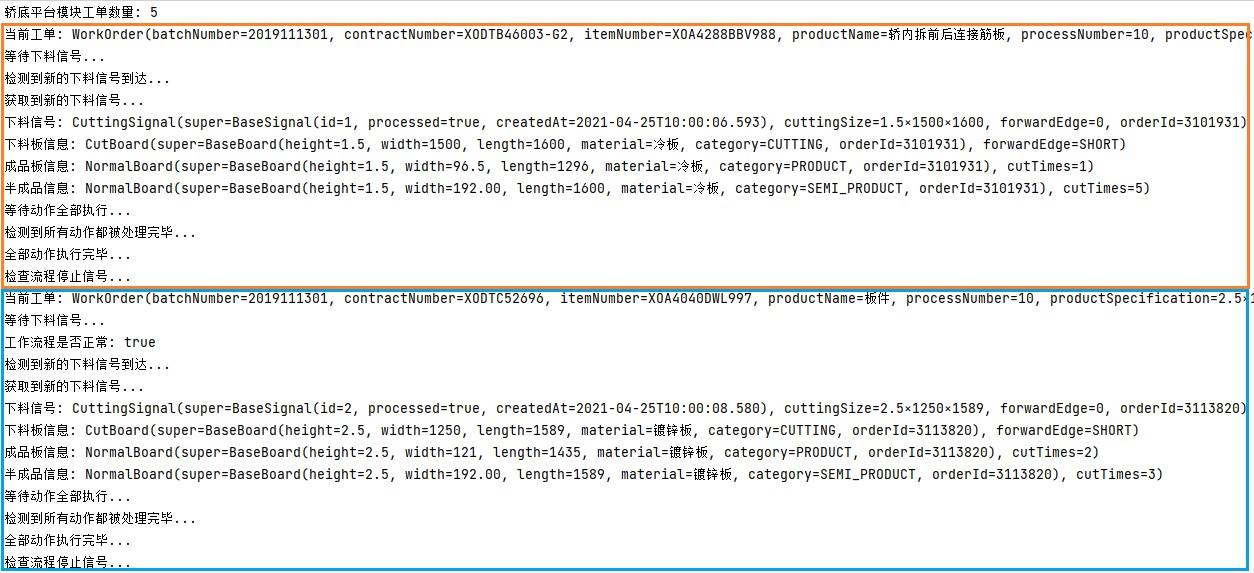 轿底平台模块工单数量: 5
当前工单: WorkOrder(batchNumber=2019111301, contractNumber=XODTB46003-G2, itemNumber=XOA4288BBV988, productName=轿内拆前后连接筋板, processNumber=10, productSpec
等待下料信号...
检测到新的下料信号到达...
获取到新的下料信号...
下料信号: CuttingSignal(super=BaseSignal(id=1, processed=true, createdAt=2021-04-25T10:00:06.593), cuttingSize=1.5×1500×1600, forwardEdge=0, orderId=3101931)
下料板信息: CutBoard(super=BaseBoard(height=1.5, width=1500, length=1600, material=冷板, category=CUTTING, orderId=3101931), forwardEdge=SHORT)
成品板信息: NormalBoard(super=BaseBoard(height=1.5, width=96.5, length=1296, material=冷板, category=PRODUCT, orderId=3101931), cutTimes=1)
半成品信息: NormalBoard(super=BaseBoard(height=1.5, width=192.00, length=1600, material=冷板, category=SEMI_PRODUCT, orderId=3101931), cutTimes=5)
等待动作全部执行...
检测到所有动作都被处理完毕...
全部动作执行完毕...
检查流程停止信号...
当前工单: WorkOrder(batchNumber=2019111301, contractNumber=XODTC52696, itemNumber=XOA4040DWL997, productName=板件, processNumber=10, productSpecification=2.5×1
等待下料信号...
工作流程是否正常: true
检测到新的下料信号到达...
获取到新的下料信号...
下料信号: CuttingSignal(super=BaseSignal(id=2, processed=true, createdAt=2021-04-25T10:00:08.580), cuttingSize=2.5×1250×1589, forwardEdge=0, orderId=3113820)
下料板信息: CutBoard(super=BaseBoard(height=2.5, width=1250, length=1589, material=镀锌板, category=CUTTING, orderId=3113820), forwardEdge=SHORT)
成品板信息: NormalBoard(super=BaseBoard(height=2.5, width=121, length=1435, material=镀锌板, category=PRODUCT, orderId=3113820), cutTimes=2)
半成品信息: NormalBoard(super=BaseBoard(height=2.5, width=192.00, length=1589, material=镀锌板, category=SEMI_PRODUCT, orderId=3113820), cutTimes=3)
等待动作全部执行...
检测到所有动作都被处理完毕...
全部动作执行完毕...
检查流程停止信号...